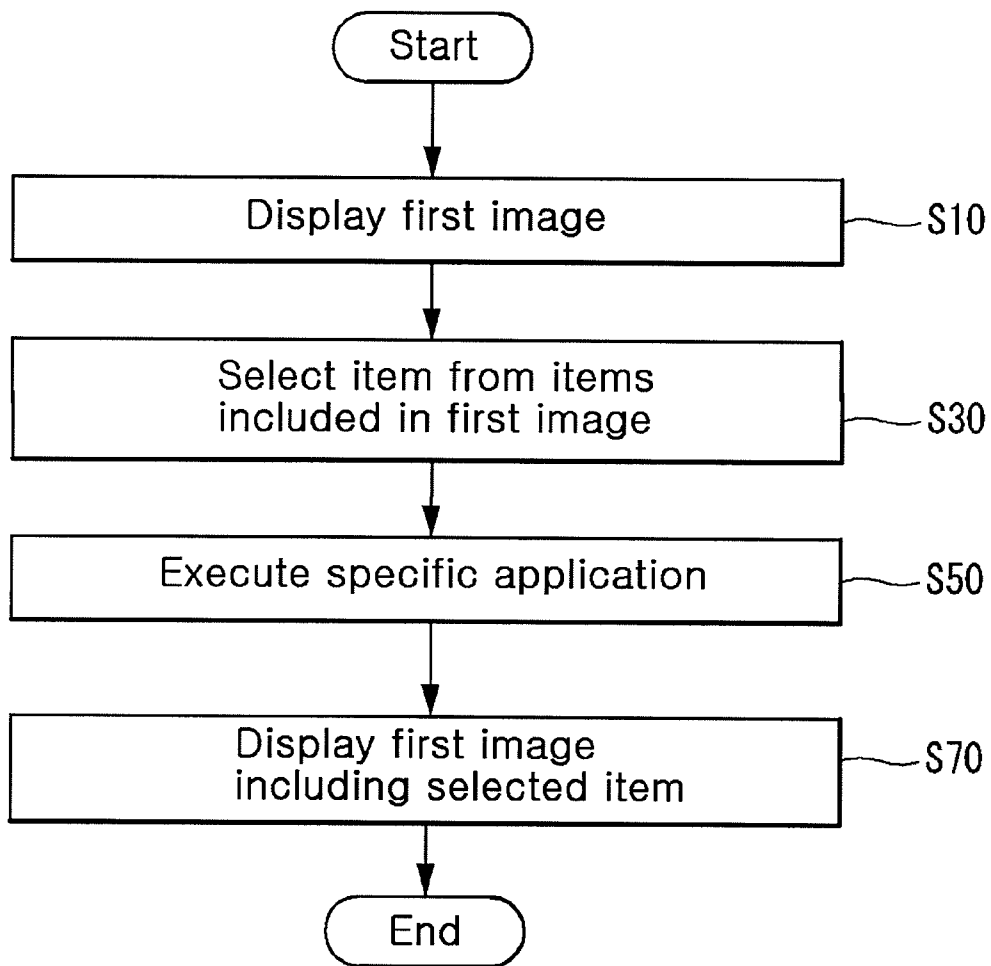 Start
Display first image
S10
Select item from items
included in first image
S30
Execute specific application
S50
Display first image
including selected item
S70
End